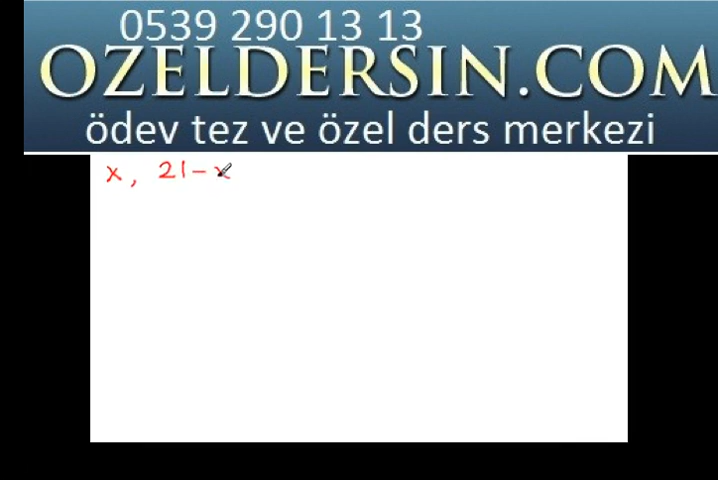 0539 290 13 13
OZELDERSIN.COM
ödev tez ve özel ders merkezi
x, 21-x